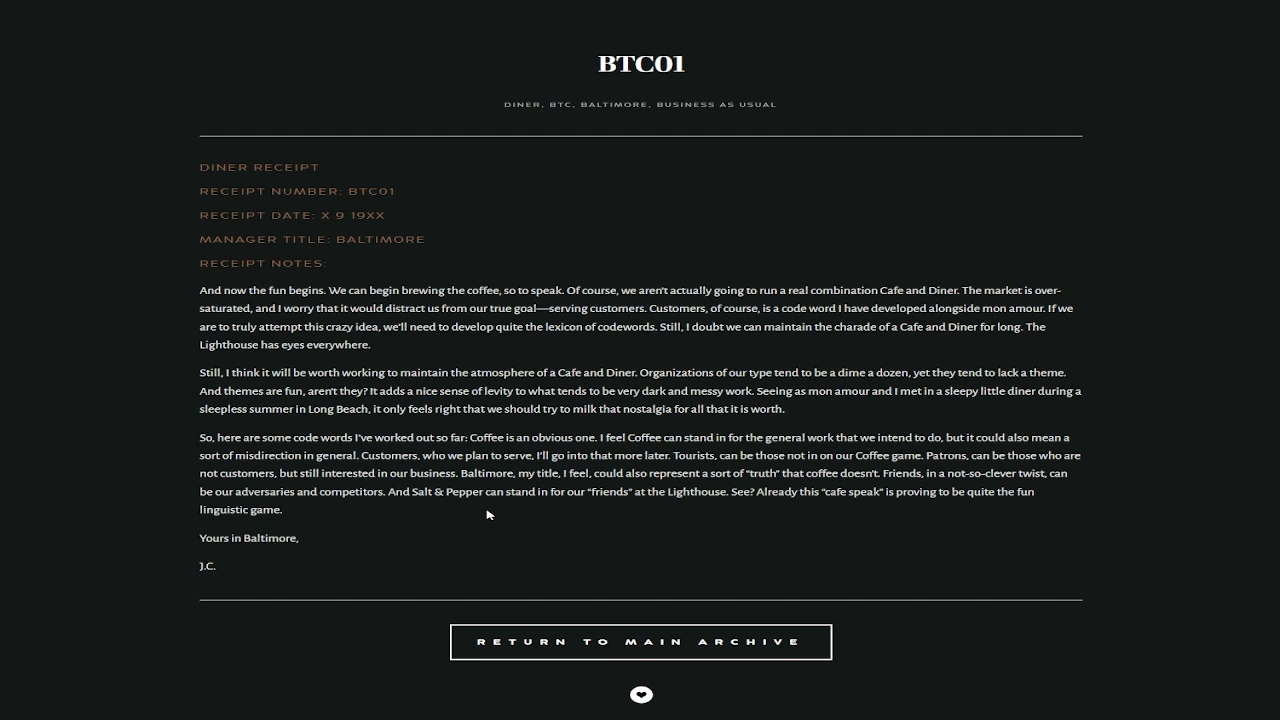 BTC01
DINER, BTC, BALTIMORE, BUSINESS AS USUAL
DINER RECEIPT
RECEIPT NUMBER: BTC01
RECEIPT DATE: X 9 19XX
MANAGER TITLE: BALTIMORE
RECEIPT NOTES:
And now the fun begins. We can begin brewing the coffee, so to speak. Of course, we aren't actually going to run a real combination Cafe and Diner. The market is over-
saturated, and I worry that it would distract us from our true goal—serving customers. Customers, of course, is a code word I have developed alongside mon amour. If we
are to truly attempt this crazy idea, we'll need to develop quite the lexicon of codewords. Still, I doubt we can maintain the charade of a Cafe and Diner for long. The
Lighthouse has eyes everywhere.
Still, I think it will be worth working to maintain the atmosphere of a Cafe and Diner. Organizations of our type tend to be a dime a dozen, yet they tend to lack a theme.
And themes are fun, aren't they? It adds a nice sense of levity to what tends to be very dark and messy work. Seeing as mon amour and I met in a sleepy little diner during a
sleepless summer in Long Beach, it only feels right that we should try to milk that nostalgia for all that it is worth.
So, here are some code words I've worked out so far: Coffee is an obvious one. I feel Coffee can stand in for the general work that we intend to do, but it could also mean a
sort of misdirection in general. Customers, who we plan to serve, I'll go into that more later. Tourists, can be those not in on our Coffee game. Patrons, can be those who are
not customers, but still interested in our business. Baltimore, my title, I feel, could also represent a sort of "truth" that coffee doesn't. Friends, in a not-so-clever twist, can
be our adversaries and competitors. And Salt & Pepper can stand in for our "friends" at the Lighthouse. See? Already this "cafe speak" is proving to be quite the fun
linguistic game.
Yours in Baltimore,
J.C.
RETURN TO MAIN ARCHIVE